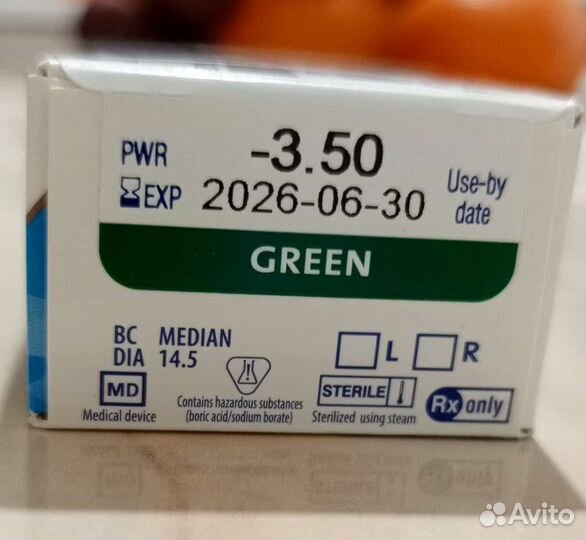 PWR -3.50
EXP 2026-06-30 Use-by date
GREEN
BC MEDIAN
DIA 14.5
L R
MD
Medical device
Contains hazardous substances
(boric acid/sodium borate)
STERILE
Sterilized using steam
Rx only
Avito